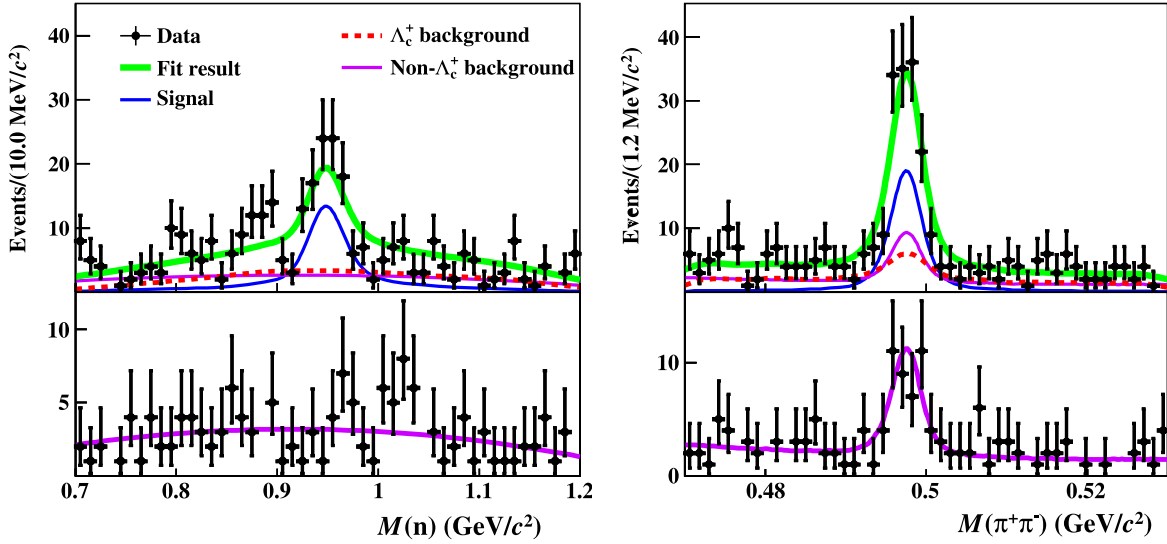 Events/(10.0 MeV/c²)
40
30
20
10
Data
Fit result
Signal
Λc⁺ background
Non-Λc⁺ background
10
5
0.7 0.8 0.9 1 1.1 1.2
M(n) (GeV/c²)
Events/(1.2 MeV/c²)
40
30
20
10
10
0
0.48 0.5 0.52
M(π⁺π⁻) (GeV/c²)